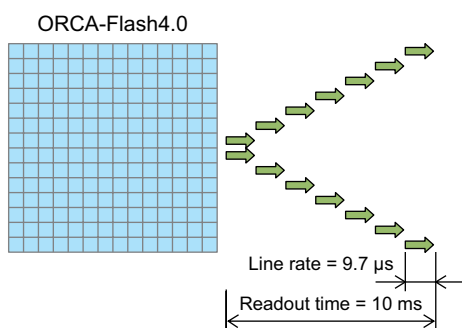 ORCA-Flash4.0
Line rate = 9.7 μs
Readout time = 10 ms